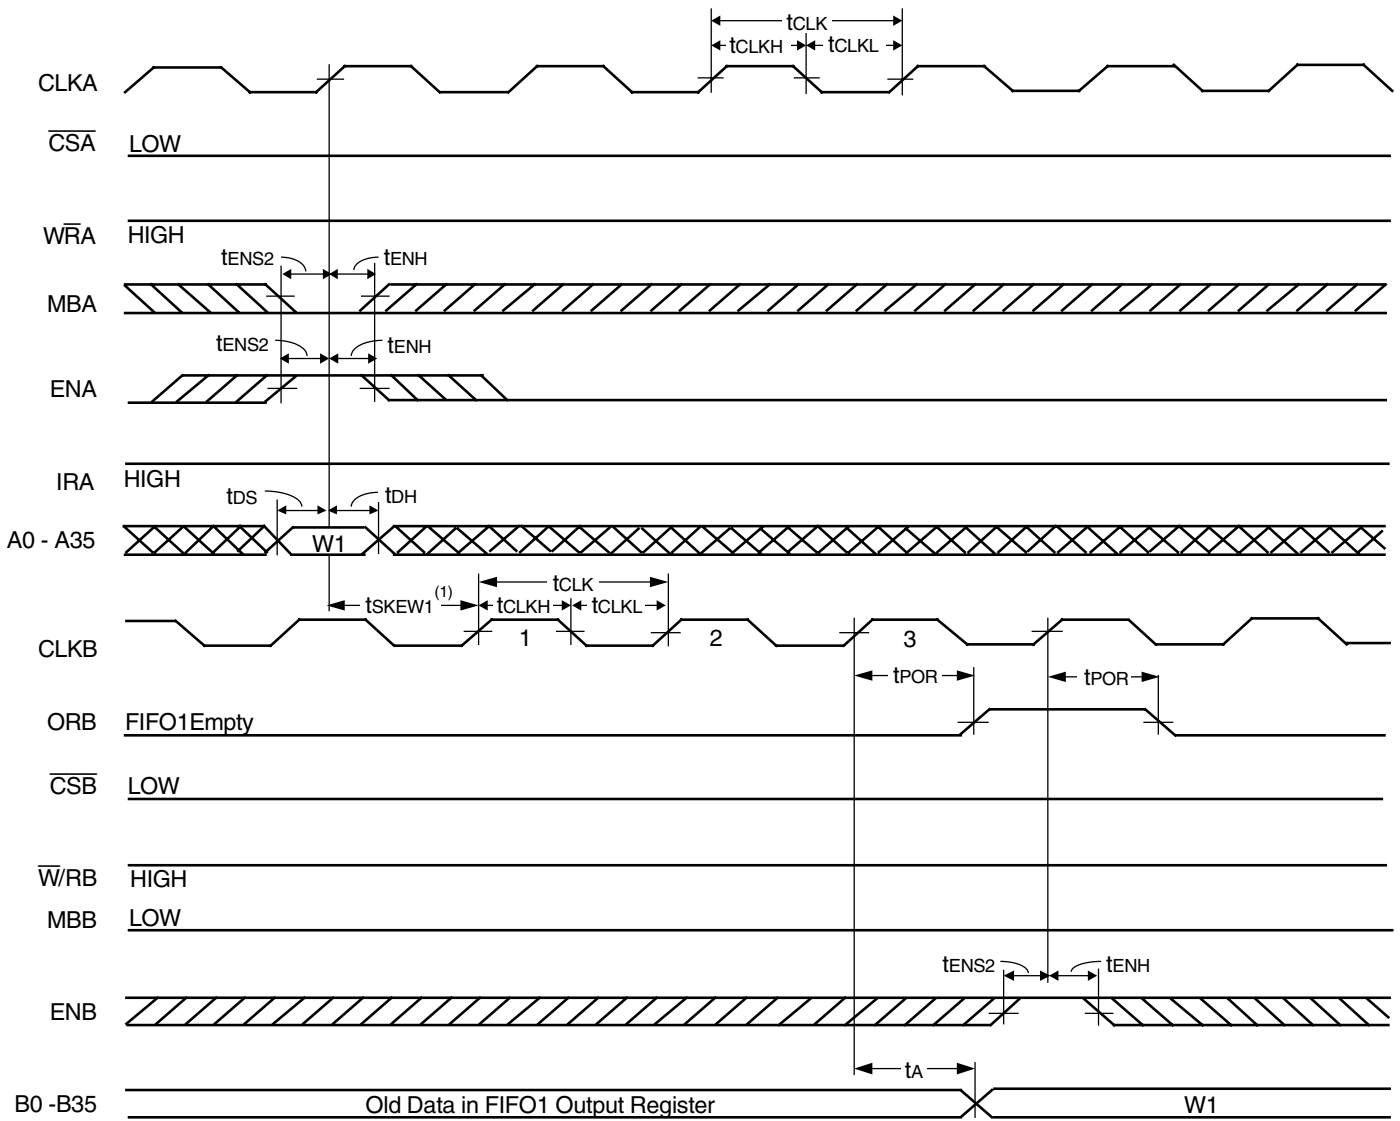 tCLK
tCLKH tCLKL
CLKA
CSA LOW
WRA HIGH
tENS2 tENH
MBA
tENS2 tENH
ENA
IRA HIGH
tDS tDH
A0 - A35 W1
tSKEW1(1) tCLK
tCLKH tCLKL
CLKB 1 2 3
tPOR tPOR
ORB FIFO1Empty
CSB LOW
W/RB HIGH
MBB LOW
tENS2 tENH
ENB
tA
B0 -B35 Old Data in FIFO1 Output Register W1